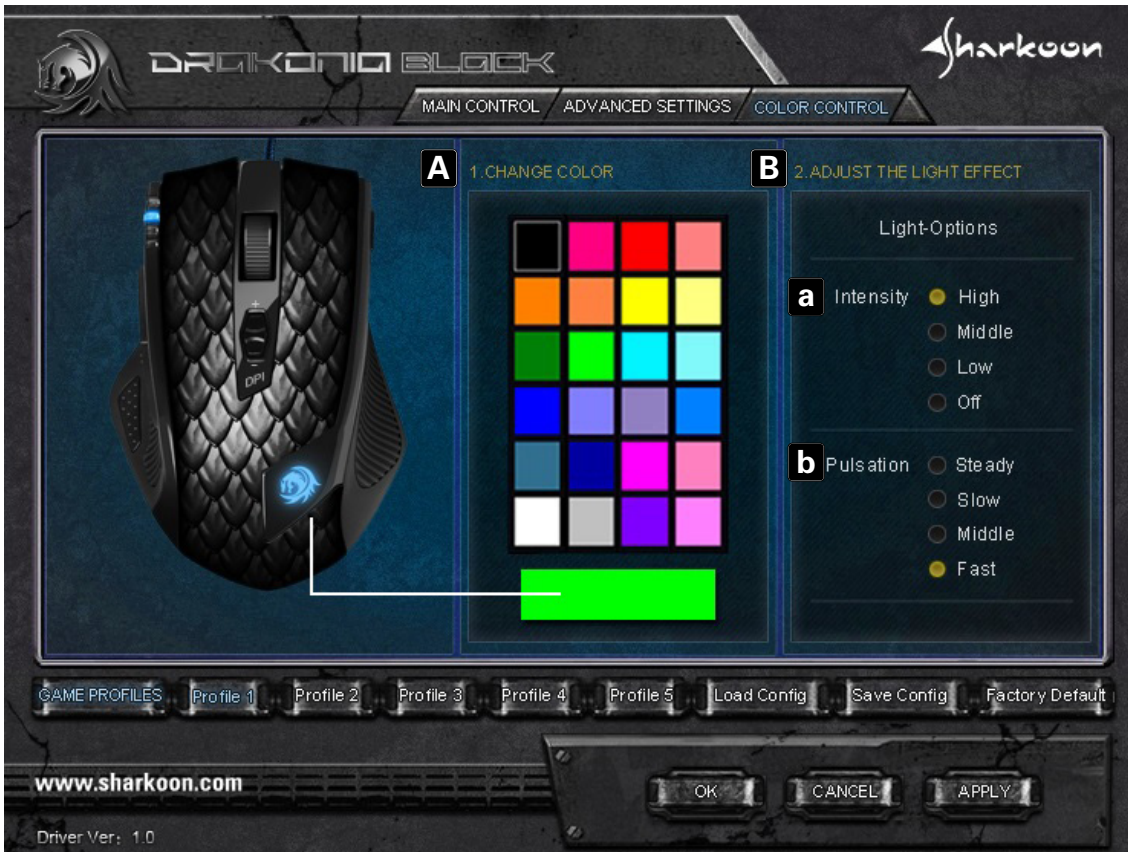 DRAKONIA BLACK
Sharkoon
MAIN CONTROL
ADVANCED SETTINGS
COLOR CONTROL
A
1.CHANGE COLOR
B
2.ADJUST THE LIGHT EFFECT
Light-Options
a
Intensity
High
Middle
Low
Off
b
Pulsation
Steady
Slow
Middle
Fast
+
DPI
GAME PROFILES
Profile 1
Profile 2
Profile 3
Profile 4
Profile 5
Load Config
Save Config
Factory Default
www.sharkoon.com
OK
CANCEL
APPLY
Driver Ver: 1.0